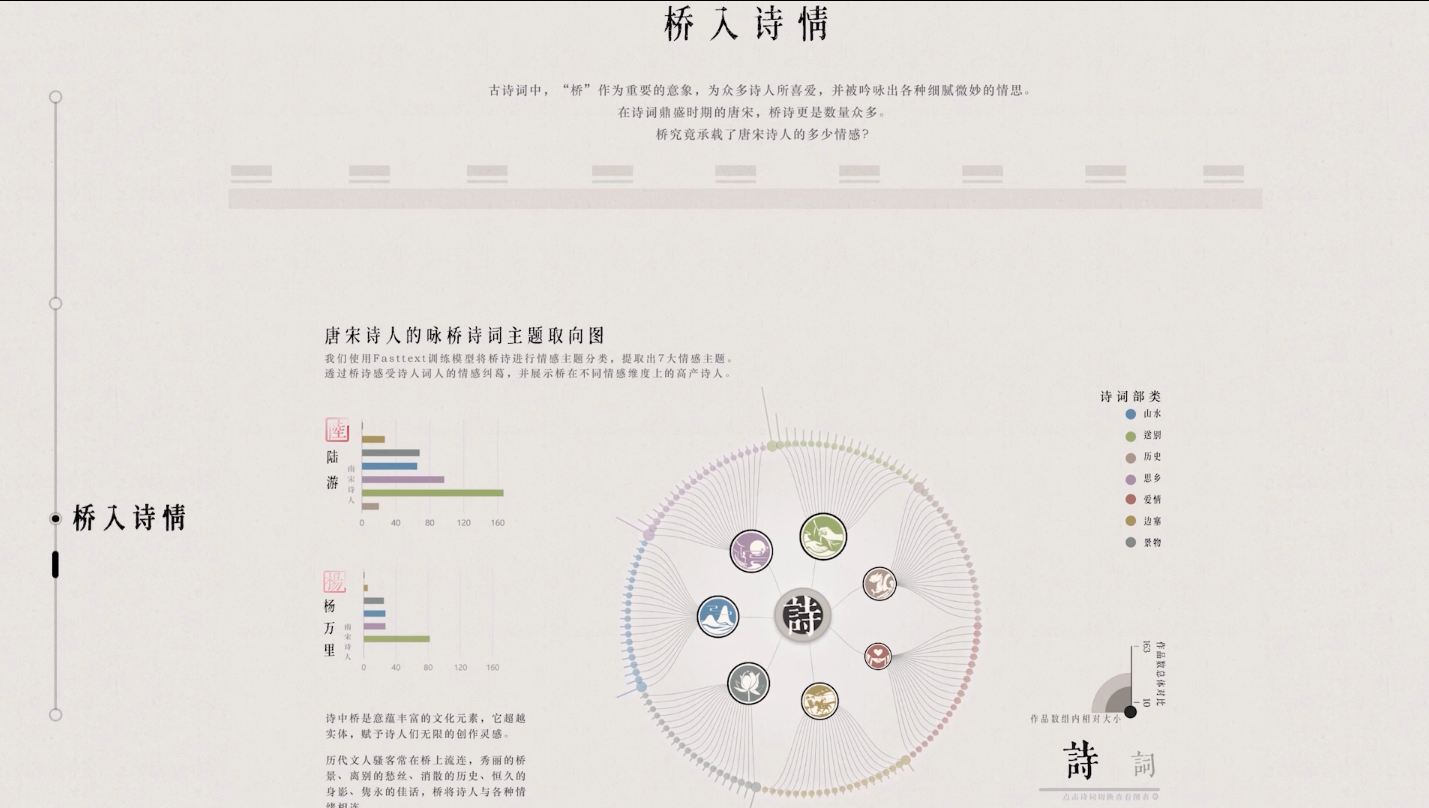 桥入诗情
古诗词中，“桥”作为重要的意象，为众多诗人所喜爱，并被吟咏出各种细腻微妙的情思。
在诗词鼎盛时期的唐宋，桥诗更是数量众多。
桥究竟承载了唐宋诗人的多少情感？
桥入诗情
唐宋诗人的咏桥诗词主题取向图
我们使用Fasttext训练模型将桥诗进行情感主题分类，提取出7大情感主题。
透过桥诗感受诗人词人的情感纠葛，并展示桥在不同情感维度上的高产诗人。
陆游
南宋诗人
0 40 80 120 160
杨万里
南宋诗人
0 40 80 120 160
诗中桥是意蕴丰富的文化元素，它超越
实体，赋予诗人们无限的创作灵感。
历代文人骚客常在桥上流连，秀丽的桥
景、离别的愁丝、消散的历史、恒久的
身影、隽永的佳话，桥将诗人与各种情
绪相连
詩
诗词部类
山水
送别
历史
思乡
爱情
边塞
景物
163
10
作品数总体对比
作品数组内相对大小
詩 詞
点击诗词切换查看图表